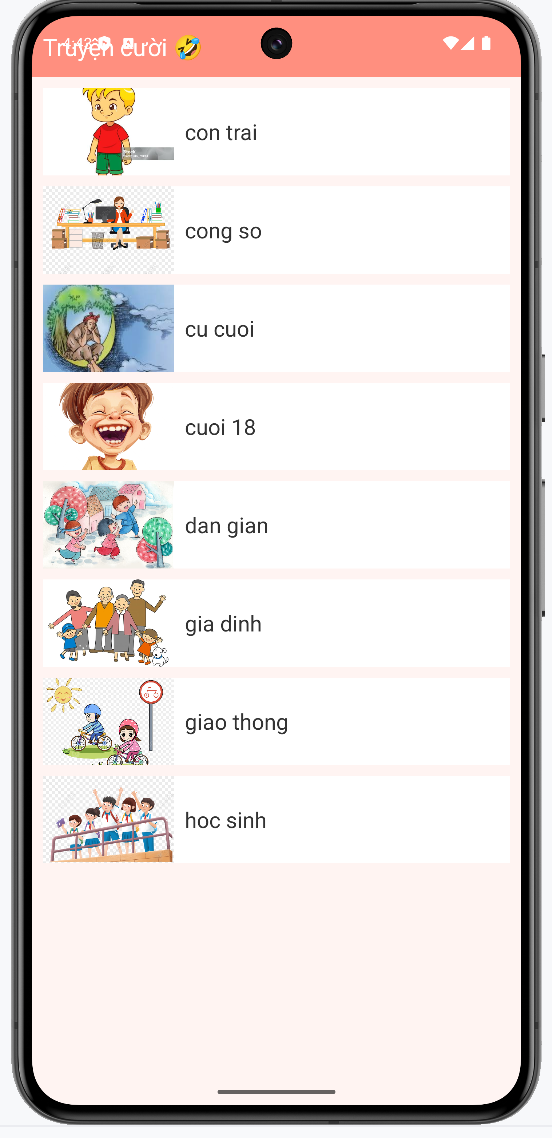 Truyện cười 🤣
con trai
cong so
cu cuoi
cuoi 18
dan gian
gia dinh
giao thong
hoc sinh